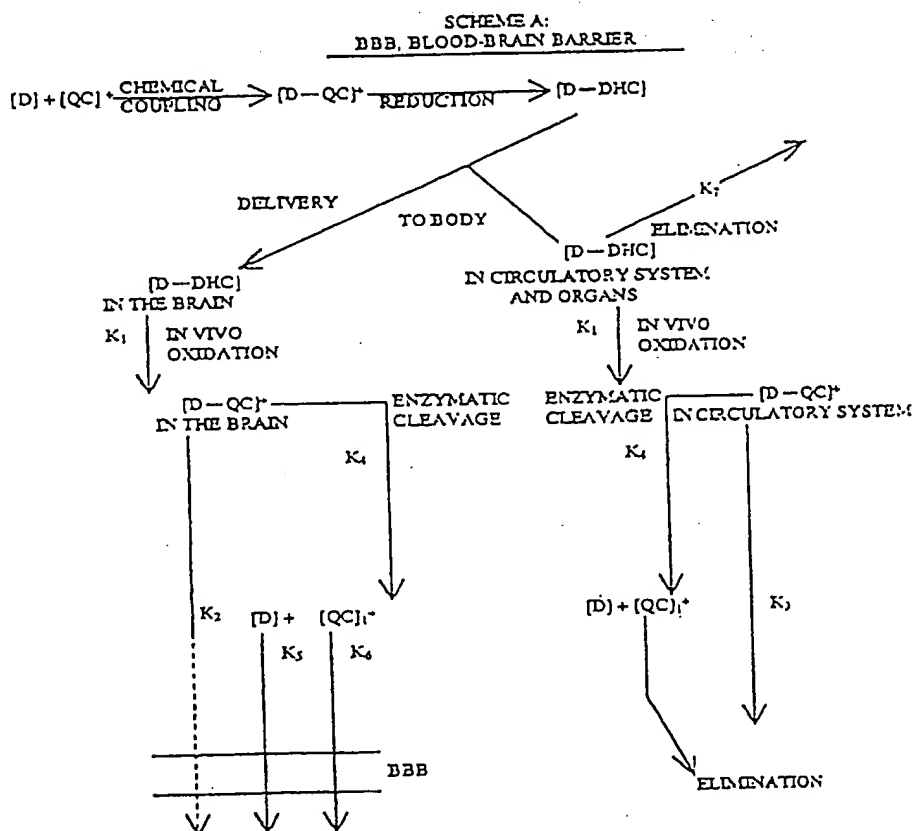 SCHEME A:
BBB, BLOOD-BRAIN BARRIER
[D] + [QC]⁺ CHEMICAL COUPLING [D—QC]⁺ REDUCTION [D—DHC]
DELIVERY
TO BODY
K₇
ELIMINATION
[D—DHC]
IN THE BRAIN
[D—DHC]
IN CIRCULATORY SYSTEM
AND ORGANS
K₁ IN VIVO
OXIDATION
K₁ IN VIVO
OXIDATION
[D—QC]⁺
IN THE BRAIN
ENZYMATIC
CLEAVAGE
ENZYMATIC
CLEAVAGE
[D—QC]⁺
IN CIRCULATORY SYSTEM
K₄
K₄
K₂
[D] + [QC]₁⁺
K₅
K₆
[D] + [QC]₁⁺
K₃
BBB
ELIMINATION